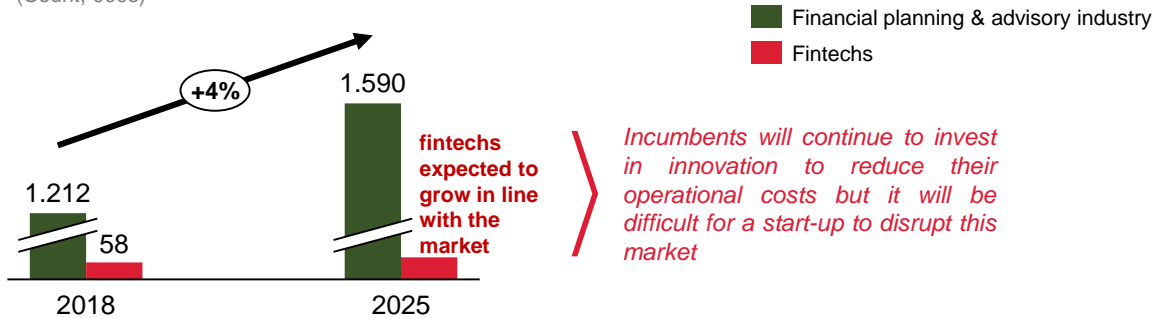 Financial planning & advisory industry
Fintechs
+4%
1.590
1.212
58
fintechs
expected to
grow in line
with the
market
Incumbents will continue to invest
in innovation to reduce their
operational costs but it will be
difficult for a start-up to disrupt this
market
2018
2025